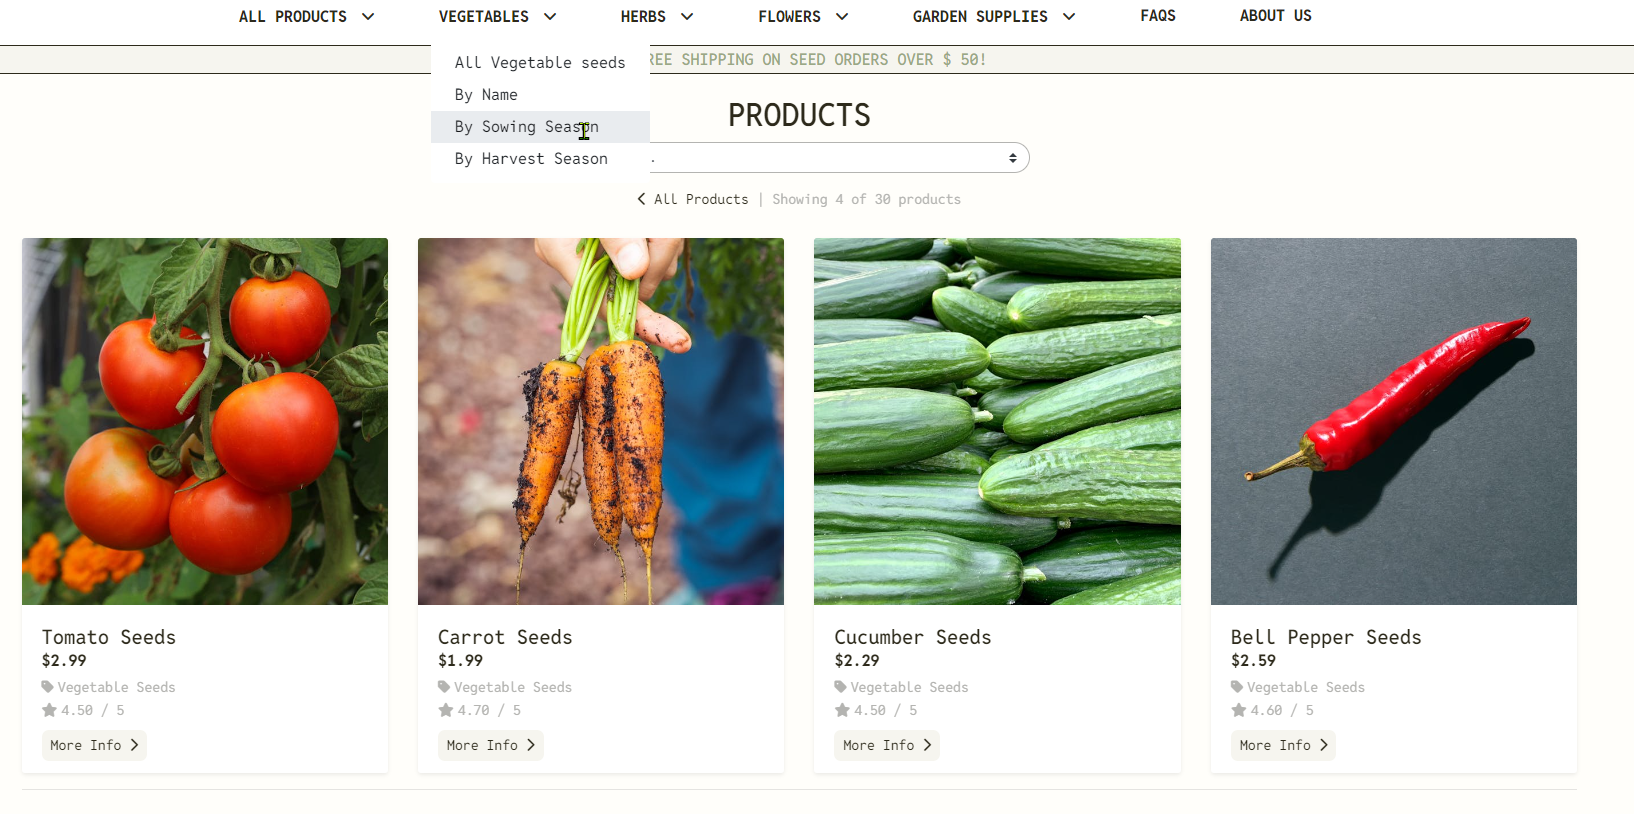 ALL PRODUCTS VEGETABLES HERBS FLOWERS GARDEN SUPPLIES FAQS ABOUT US
REE SHIPPING ON SEED ORDERS OVER $ 50!
All Vegetable seeds
By Name
By Sowing Season
By Harvest Season
PRODUCTS
.
All Products | Showing 4 of 30 products
Tomato Seeds
$2.99
Vegetable Seeds
4.50 / 5
More Info
Carrot Seeds
$1.99
Vegetable Seeds
4.70 / 5
More Info
Cucumber Seeds
$2.29
Vegetable Seeds
4.50 / 5
More Info
Bell Pepper Seeds
$2.59
Vegetable Seeds
4.60 / 5
More Info